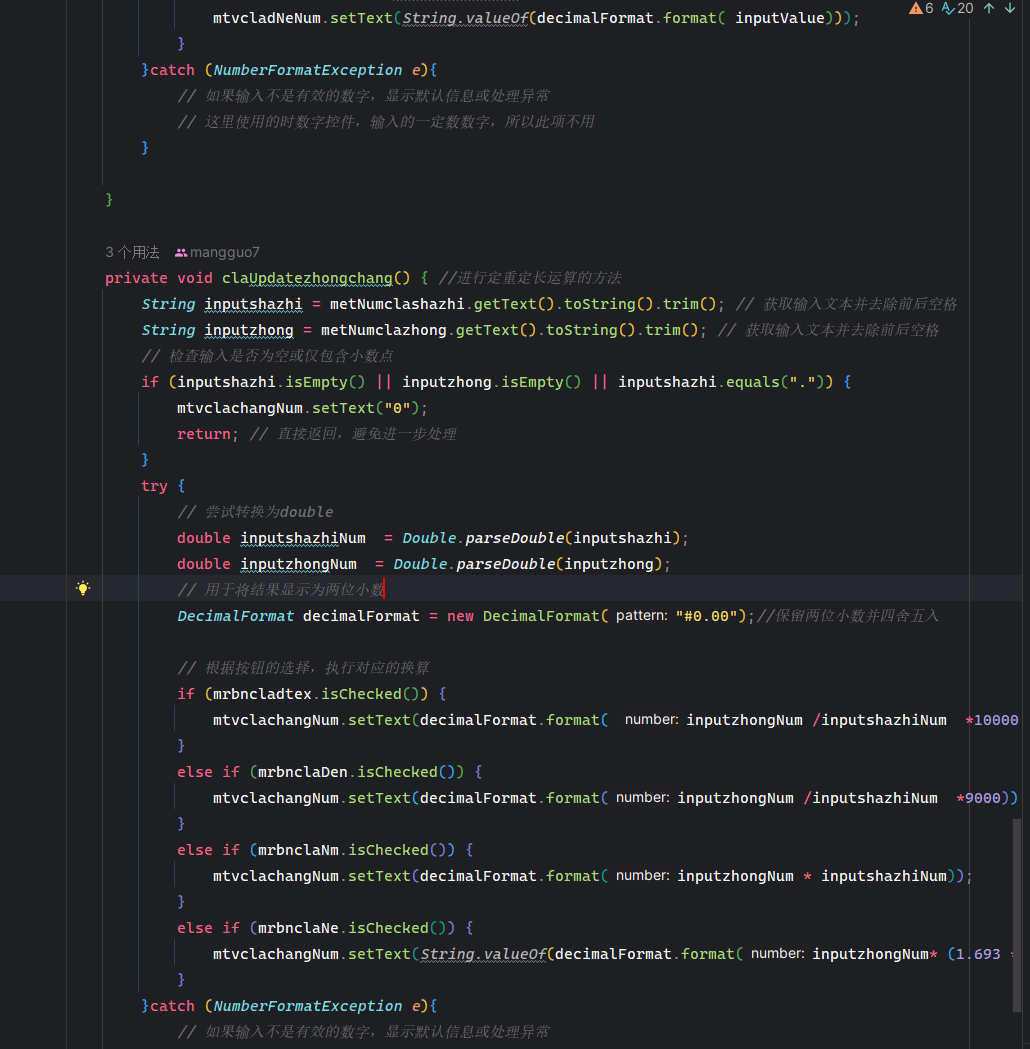 6 20
mtvcladNeNum.setText(String.valueOf(decimalFormat.format( inputValue)));
}
}catch (NumberFormatException e){
// 如果输入不是有效的数字，显示默认信息或处理异常
// 这里使用的时数字控件，输入的一定数数字，所以此项不用
}
}
3 个用法 mangguo7
private void claUpdatezhongchang() { //进行定重定长运算的方法
String inputshazhi = metNumclashazhi.getText().toString().trim(); // 获取输入文本并去除前后空格
String inputzhong = metNumclazhong.getText().toString().trim(); // 获取输入文本并去除前后空格
// 检查输入是否为空或仅包含小数点
if (inputshazhi.isEmpty() || inputzhong.isEmpty() || inputshazhi.equals(".")) {
mtvclachangNum.setText("0");
return; // 直接返回，避免进一步处理
}
try {
// 尝试转换为double
double inputshazhiNum  = Double.parseDouble(inputshazhi);
double inputzhongNum  = Double.parseDouble(inputzhong);
// 用于将结果显示为两位小数
DecimalFormat decimalFormat = new DecimalFormat( pattern: "#0.00");//保留两位小数并四舍五入
// 根据按钮的选择，执行对应的换算
if (mrbncladtex.isChecked()) {
mtvclachangNum.setText(decimalFormat.format( number: inputzhongNum /inputshazhiNum  *10000
}
else if (mrbnclaDen.isChecked()) {
mtvclachangNum.setText(decimalFormat.format( number: inputzhongNum /inputshazhiNum  *9000))
}
else if (mrbnclaNm.isChecked()) {
mtvclachangNum.setText(decimalFormat.format( number: inputzhongNum * inputshazhiNum));
}
else if (mrbnclaNe.isChecked()) {
mtvclachangNum.setText(String.valueOf(decimalFormat.format( number: inputzhongNum* (1.693 *
}
}catch (NumberFormatException e){
// 如果输入不是有效的数字，显示默认信息或处理异常